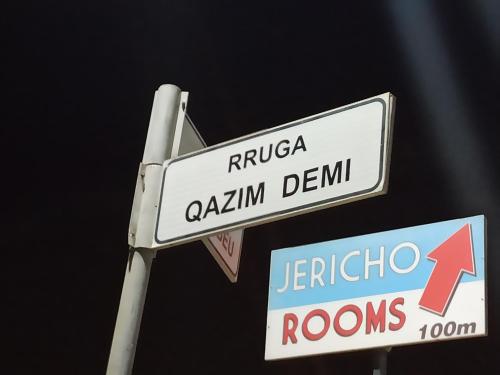 RRUGA
QAZIM DEMI
JERICHO
ROOMS
100m